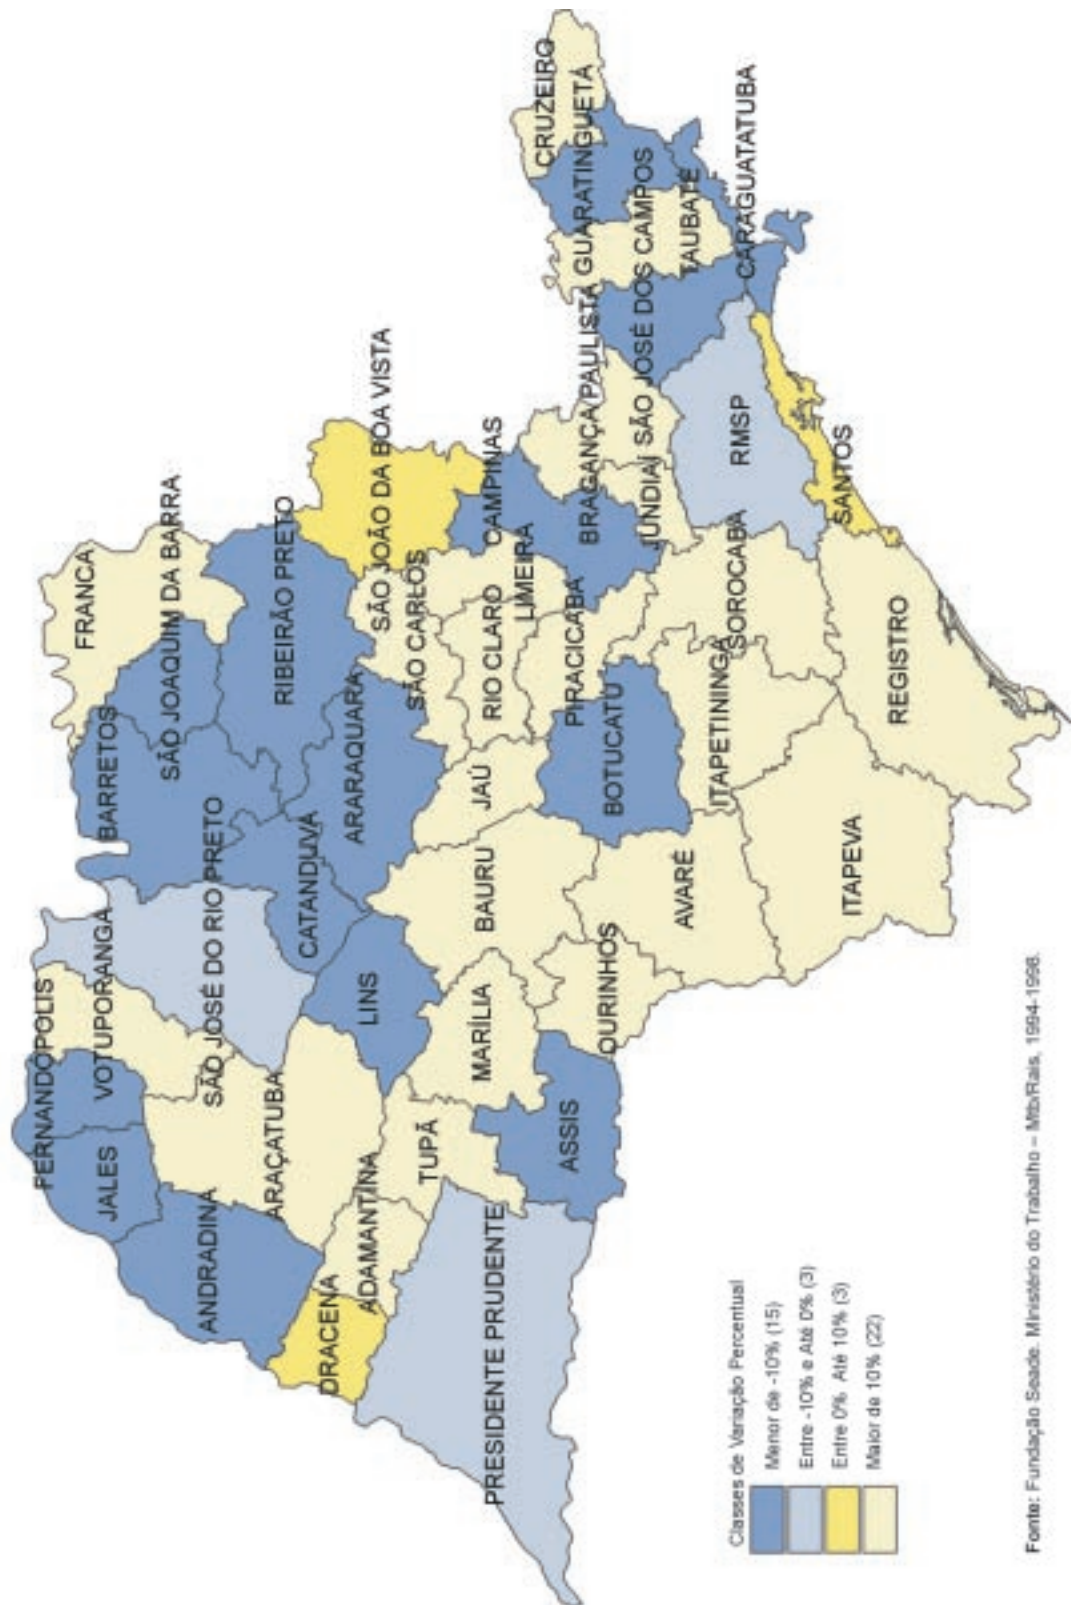 FERNANDÓPOLIS
JALES
VOTUPORANGA
ANDRADINA
SÃO JOSÉ DO RIO PRETO
BARRETOS
FRANCA
SÃO JOAQUIM DA BARRA
ARAÇATUBA
CATANDUVA
RIBEIRÃO PRETO
DRACENA
ADAMANTINA
LINS
ARARAQUARA
SÃO JOÃO DA BOA VISTA
TUPÃ
SÃO CARLOS
PRESIDENTE PRUDENTE
MARÍLIA
BAURU
JAÚ
RIO CLARO
LIMEIRA
CAMPINAS
ASSIS
OURINHOS
BOTUCATU
PIRACICABA
BRAGANÇA PAULISTA
GUARATINGUETÁ
CRUZEIRO
JUNDIAÍ
SÃO JOSÉ DOS CAMPOS
TAUBATÉ
AVARÉ
ITAPETININGA
SOROCABA
RMSP
CARAGUATATUBA
ITAPEVA
REGISTRO
SANTOS
Classes de Variação Percentual
Menor de -10% (15)
Entre -10% e Até 0% (3)
Entre 0% Até 10% (3)
Maior de 10% (22)
Fonte: Fundação Seade. Ministério do Trabalho – Mtb/Rais, 1994-1998.